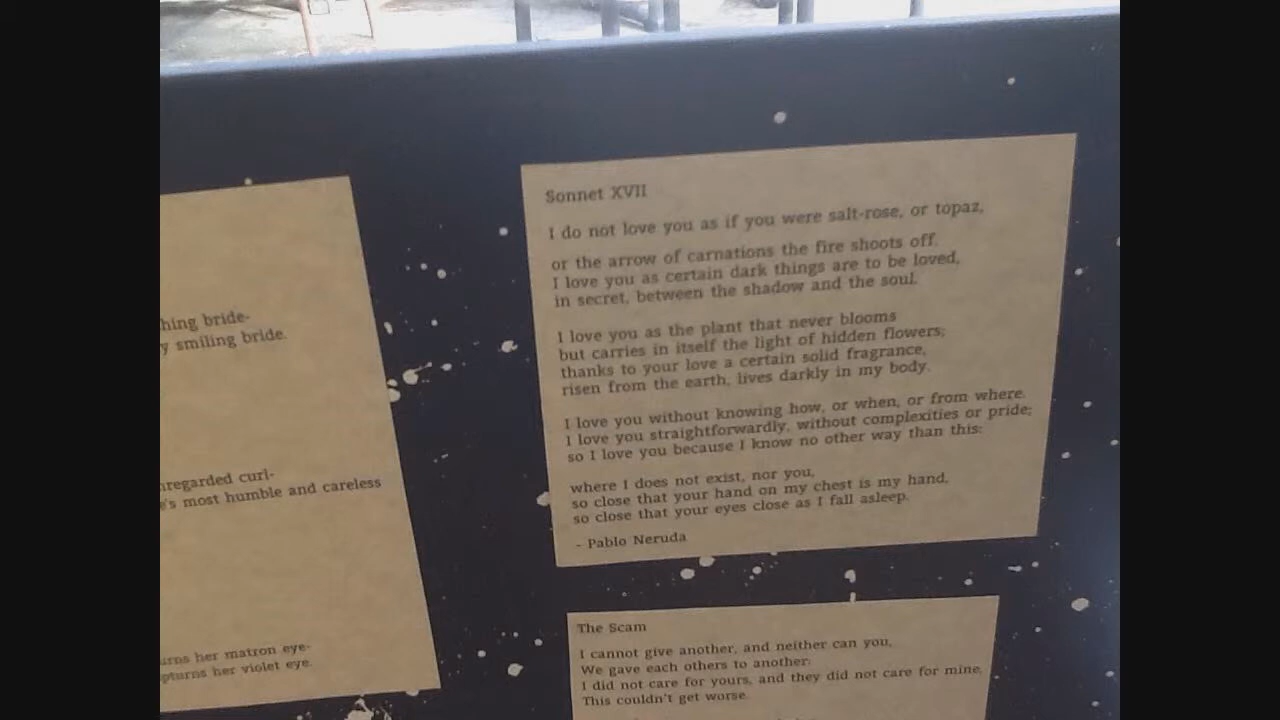 hing bride-
y smiling bride.
regarded curl-
's most humble and careless
urns her matron eye-
pturns her violet eye.
Sonnet XVII
I do not love you as if you were salt-rose, or topaz,
or the arrow of carnations the fire shoots off.
I love you as certain dark things are to be loved,
in secret, between the shadow and the soul.
I love you as the plant that never blooms
but carries in itself the light of hidden flowers;
thanks to your love a certain solid fragrance,
risen from the earth, lives darkly in my body.
I love you without knowing how, or when, or from where.
I love you straightforwardly, without complexities or pride;
so I love you because I know no other way than this:
where I does not exist, nor you,
so close that your hand on my chest is my hand,
so close that your eyes close as I fall asleep.
- Pablo Neruda
The Scam
I cannot give another, and neither can you,
We gave each others to another.
I did not care for yours, and they did not care for mine,
This couldn't get worse.